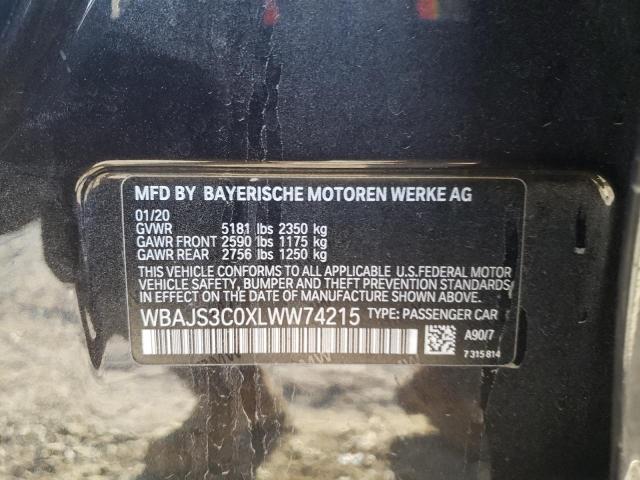 MFD BY BAYERISCHE MOTOREN WERKE AG
01/20
GVWR 5181 lbs 2350 kg
GAWR FRONT 2590 lbs 1175 kg
GAWR REAR 2756 lbs 1250 kg
THIS VEHICLE CONFORMS TO ALL APPLICABLE U.S.FEDERAL MOTOR
VEHICLE SAFETY, BUMPER AND THEFT PREVENTION STANDARDS
IN EFFECT ON THE DATE OF MANUFACTURE SHOWN ABOVE.
WBAJS3C0XLWW74215 TYPE: PASSENGER CAR
A90/7
7315814